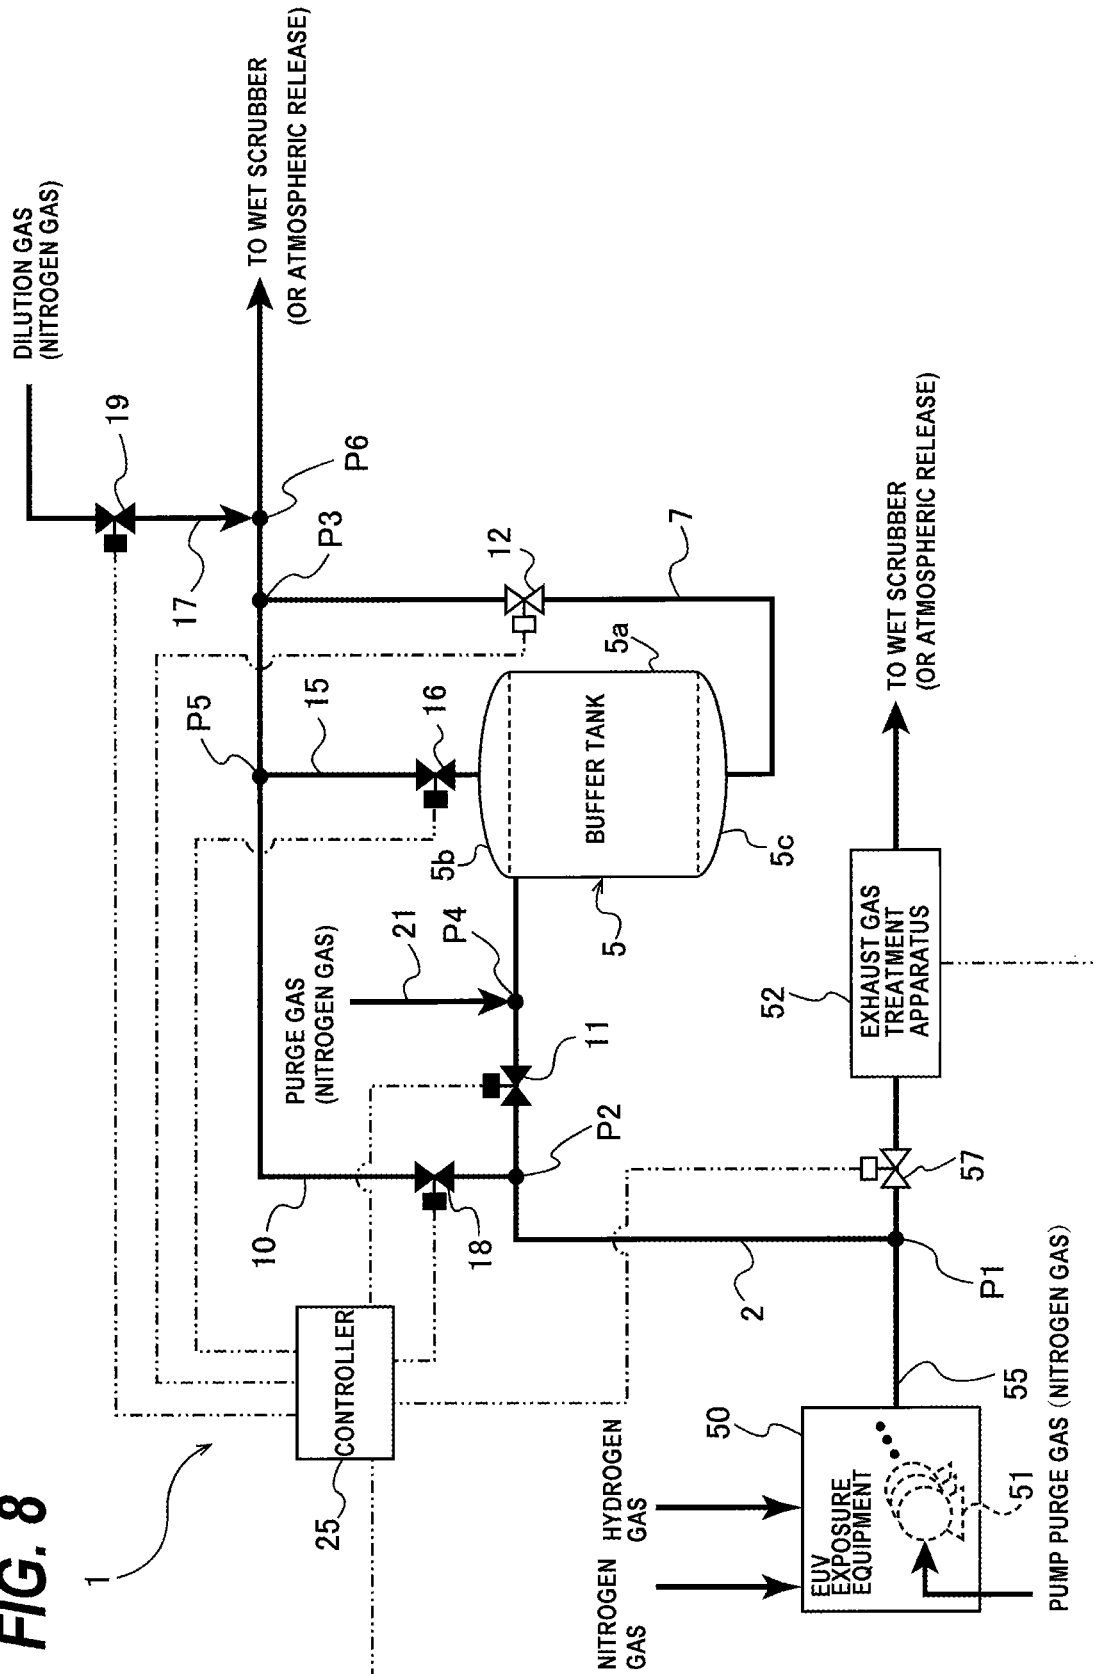 FIG. 8
1
DILUTION GAS
(NITROGEN GAS)
19
17
P6
TO WET SCRUBBER
(OR ATMOSPHERIC RELEASE)
P3
12
7
P5
15
16
5a
5b
BUFFER TANK
5c
5
PURGE GAS
(NITROGEN GAS)
21
P4
11
P2
10
18
2
CONTROLLER
25
TO WET SCRUBBER
(OR ATMOSPHERIC RELEASE)
EXHAUST GAS
TREATMENT
APPARATUS
52
57
P1
55
NITROGEN
GAS
HYDROGEN
GAS
50
EUV
EXPOSURE
EQUIPMENT
51
PUMP PURGE GAS (NITROGEN GAS)